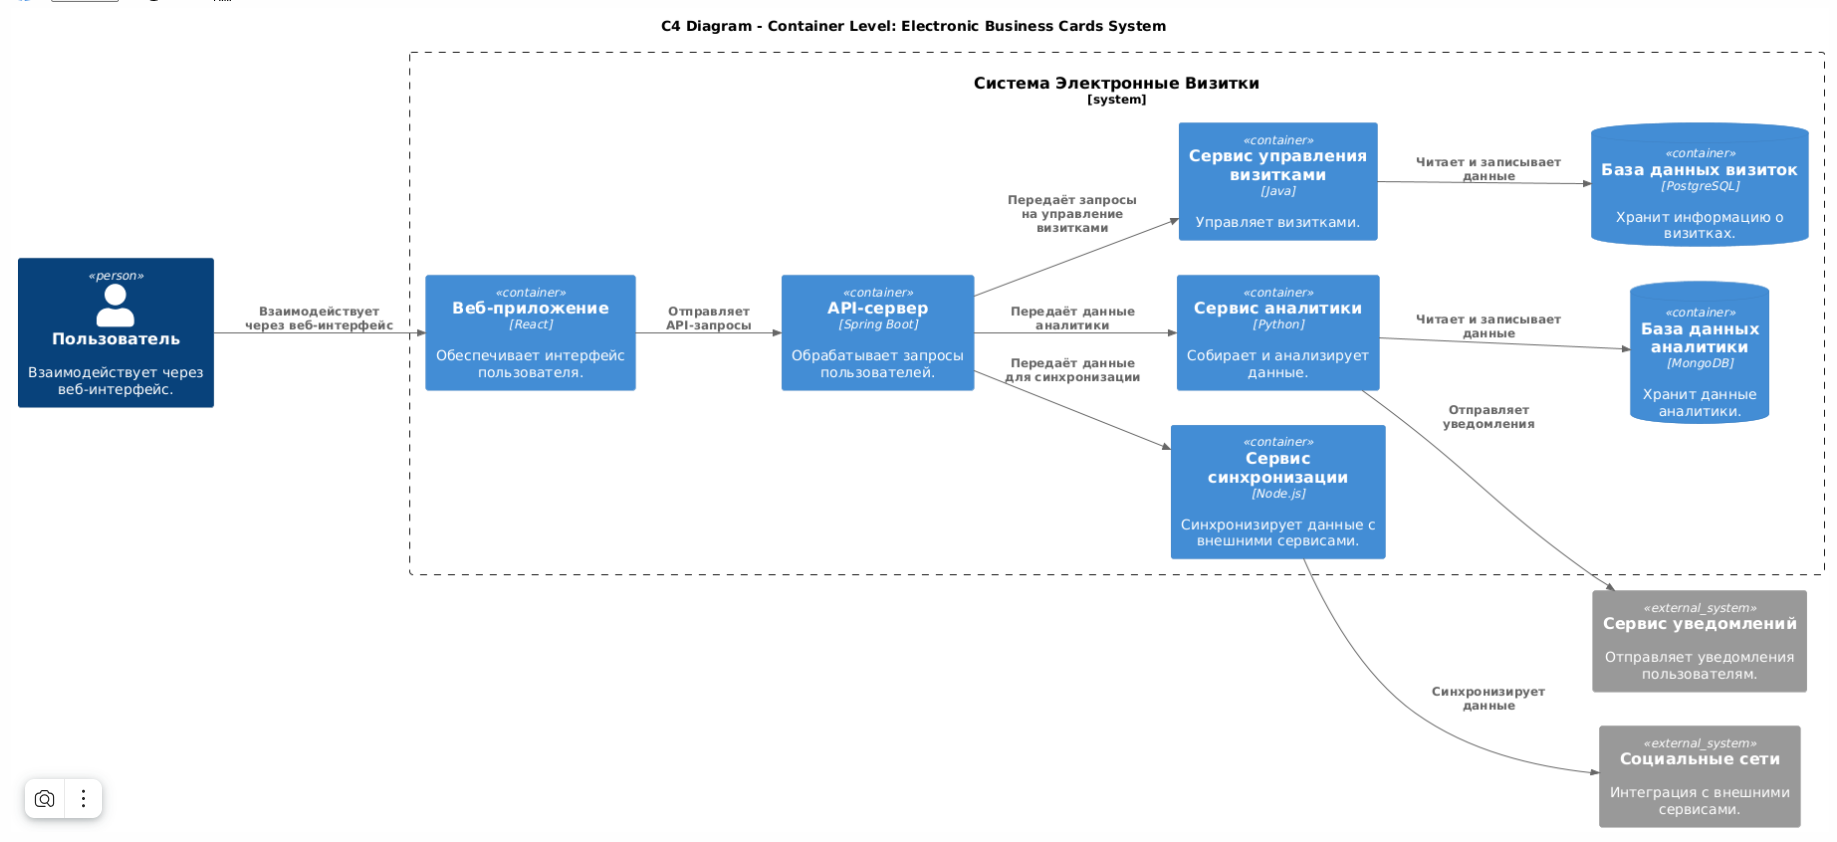 C4 Diagram - Container Level: Electronic Business Cards System
Система Электронные Визитки
[system]
«person»
Пользователь
Взаимодействует через
веб-интерфейс.
Взаимодействует
через веб-интерфейс
«container»
Веб-приложение
[React]
Обеспечивает интерфейс
пользователя.
Отправляет
API-запросы
«container»
API-сервер
[Spring Boot]
Обрабатывает запросы
пользователей.
Передаёт запросы
на управление
визитками
Передаёт данные
аналитики
Передаёт данные
для синхронизации
«container»
Сервис управления
визитками
[Java]
Управляет визитками.
Читает и записывает
данные
«container»
База данных визиток
[PostgreSQL]
Хранит информацию о
визитках.
«container»
Сервис аналитики
[Python]
Собирает и анализирует
данные.
Читает и записывает
данные
«container»
База данных
аналитики
[MongoDB]
Хранит данные
аналитики.
Отправляет
уведомления
«container»
Сервис
синхронизации
[Node.js]
Синхронизирует данные с
внешними сервисами.
«external_system»
Сервис уведомлений
Отправляет уведомления
пользователям.
Синхронизирует
данные
«external_system»
Социальные сети
Интеграция с внешними
сервисами.